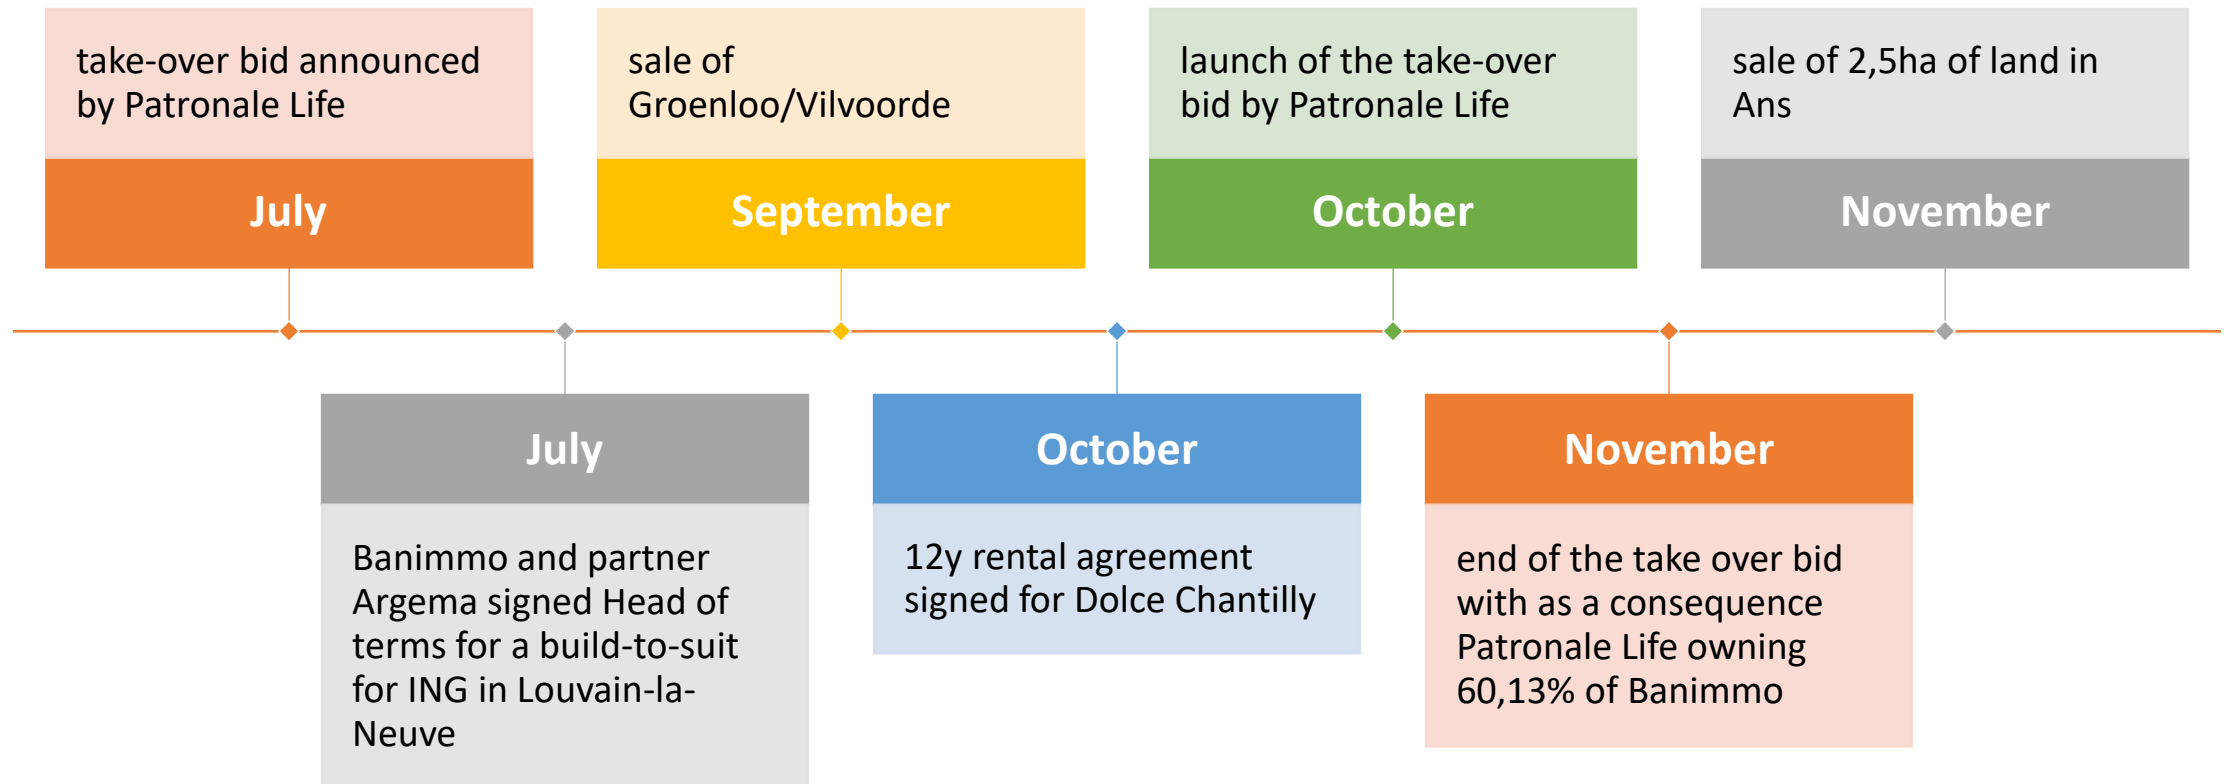 take-over bid announced
by Patronale Life
July
July
Banimmo and partner
Argema signed Head of
terms for a build-to-suit
for ING in Louvain-la-
Neuve
sale of
Groenloo/Vilvoorde
September
October
12y rental agreement
signed for Dolce Chantilly
launch of the take-over
bid by Patronale Life
October
November
end of the take over bid
with as a consequence
Patronale Life owning
60,13% of Banimmo
sale of 2,5ha of land in
Ans
November